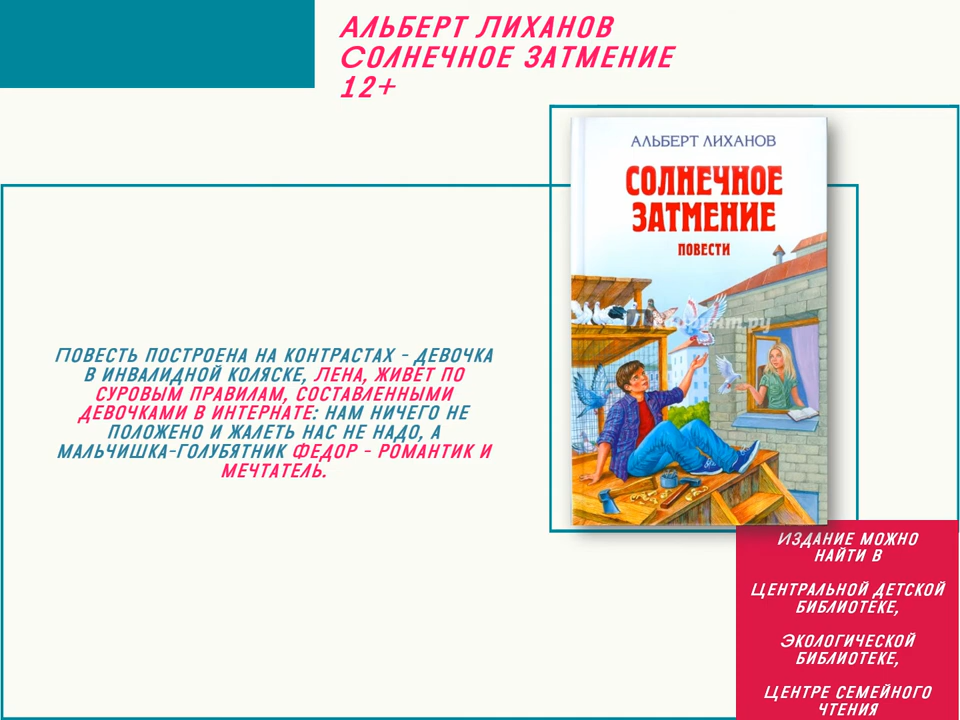 Альберт Лиханов
Солнечное затмение
12+
АЛЬБЕРТ ЛИХАНОВ
СОЛНЕЧНОЕ
ЗАТМЕНИЕ
ПОВЕСТИ
Лабиринт.ру
Повесть построена на контрастах - девочка
в инвалидной коляске, Лена, живет по
суровым правилам, составленными
девочками в интернате: нам ничего не
положено и жалеть нас не надо, а
мальчишка-голубятник Федор - романтик и
мечтатель.
Издание можно
найти в
Центральной детской
библиотеке,
Экологической
библиотеке,
Центре семейного
чтения